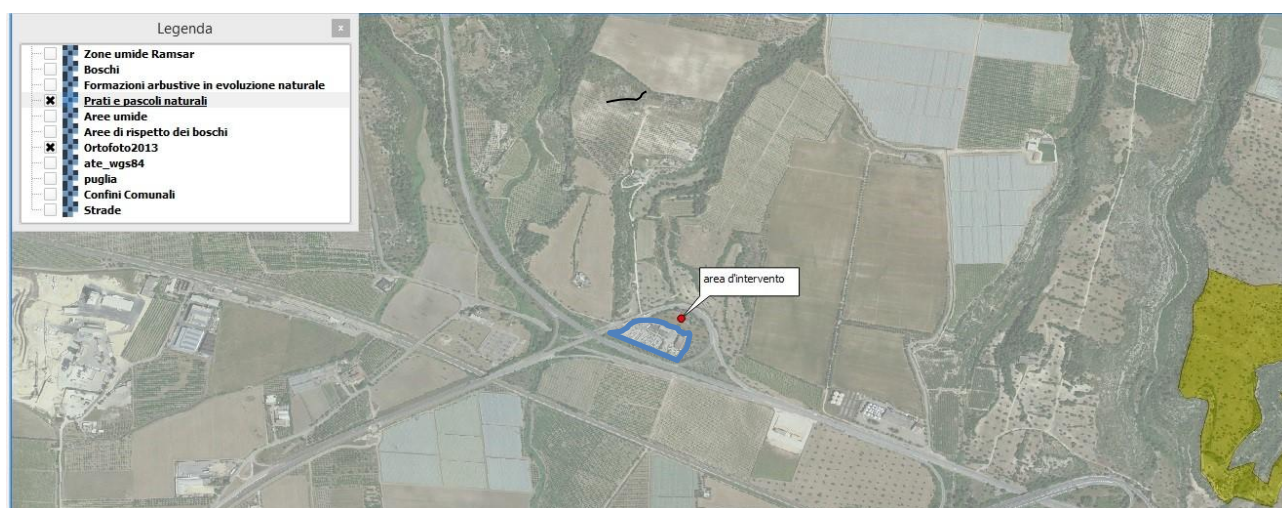 Legenda
x
Zone umide Ramsar
Boschi
Formazioni arbustive in evoluzione naturale
Prati e pascoli naturali
Aree umide
Aree di rispetto dei boschi
Ortofoto2013
ate_wgs84
puglia
Confini Comunali
Strade
area d'intervento